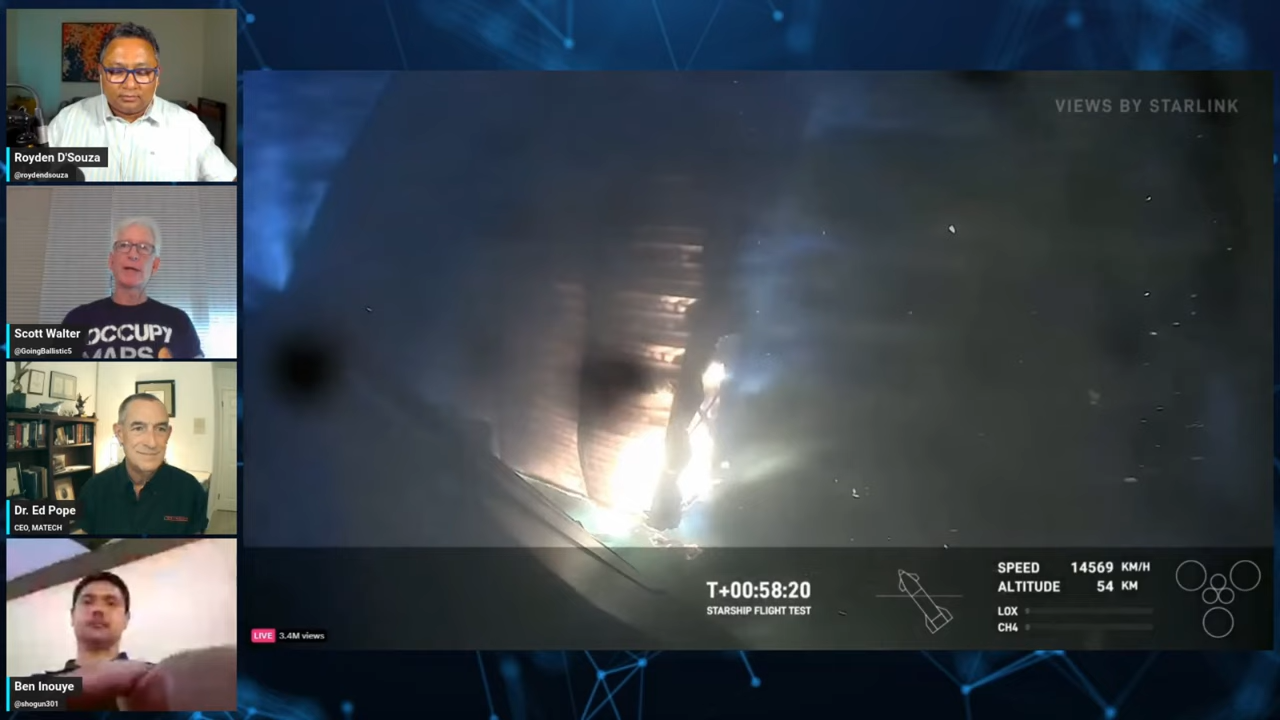 Royden D'Souza
@roydendsouza
Scott Walter
@GoingBallistic5
OCCUPY
MARS
Dr. Ed Pope
CEO, MATECH
Ben Inouye
@shogun301
VIEWS BY STARLINK
T+00:58:20
STARSHIP FLIGHT TEST
SPEED 14569 KM/H
ALTITUDE 54 KM
LOX
CH4
LIVE 3.4M views